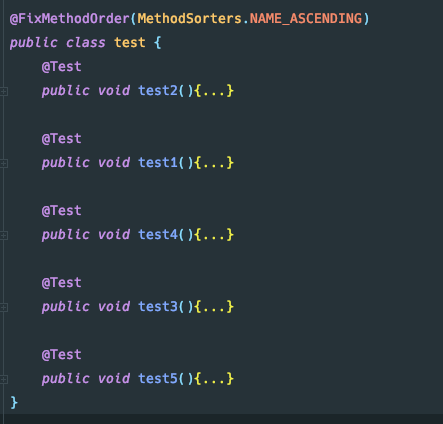 @FixMethodOrder(MethodSorters.NAME_ASCENDING)
public class test {
@Test
public void test2(){...}
@Test
public void test1(){...}
@Test
public void test4(){...}
@Test
public void test3(){...}
@Test
public void test5(){...}
}